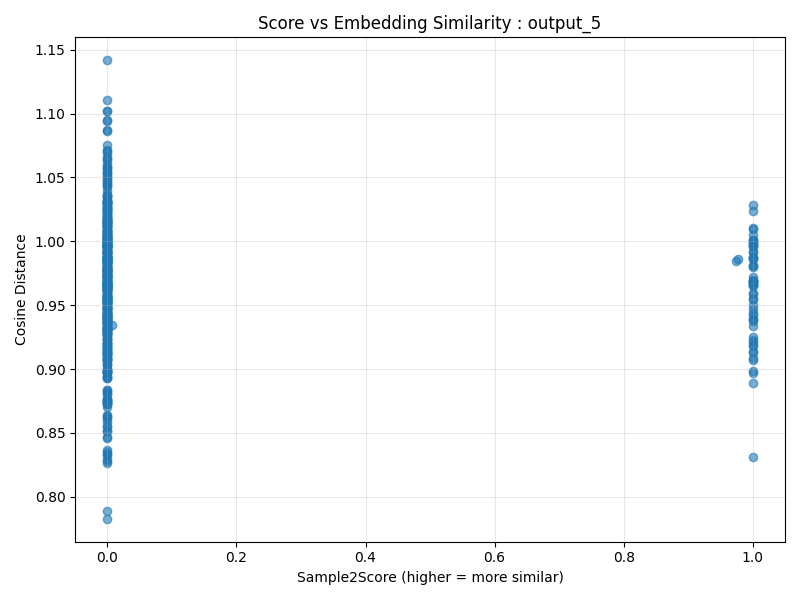 Score vs Embedding Similarity : output_5
Cosine Distance
1.15
1.10
1.05
1.00
0.95
0.90
0.85
0.80
0.0 0.2 0.4 0.6 0.8 1.0
Sample2Score (higher = more similar)